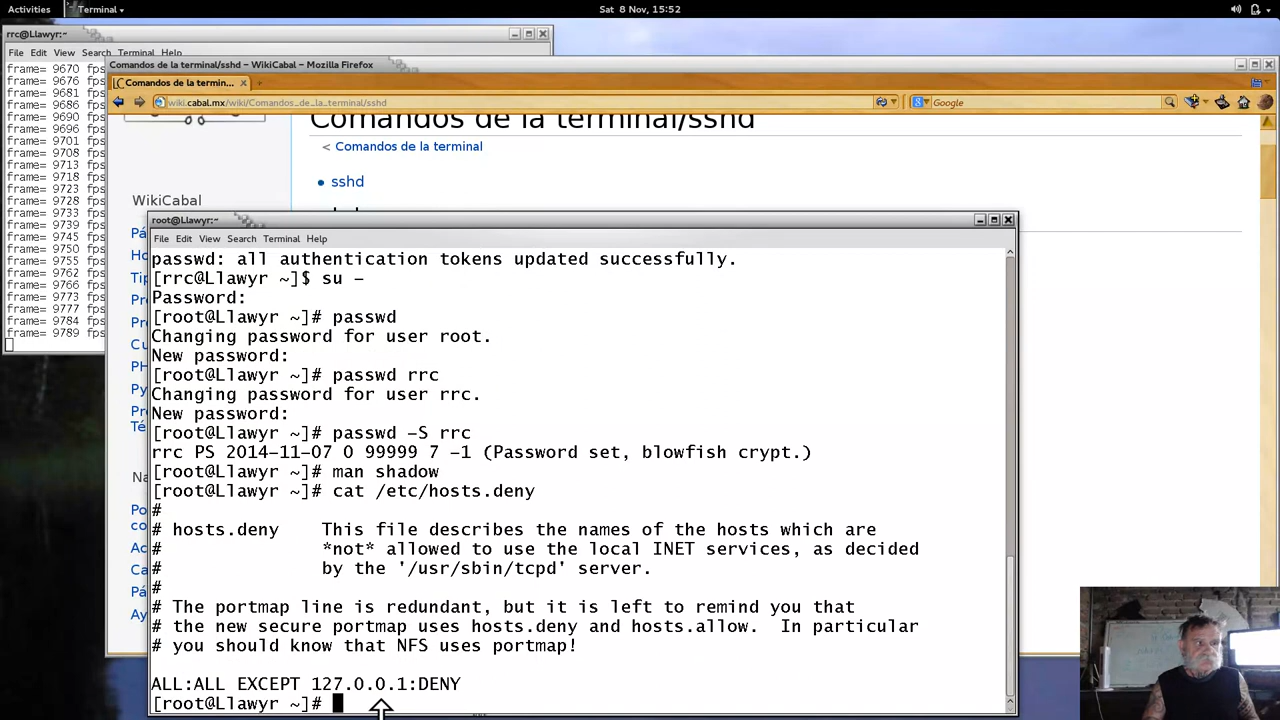 Activities
Terminal
Sat 8 Nov, 15:52
rrc@Llawyr:~
File Edit View Search Terminal Help
frame= 9670 fps
frame= 9676 fps
frame= 9681 fps
frame= 9686 fps
frame= 9690 fps
frame= 9696 fps
frame= 9701 fps
frame= 9708 fps
frame= 9713 fps
frame= 9718 fps
frame= 9723 fps
frame= 9728 fps
frame= 9733 fps
frame= 9739 fps
frame= 9745 fps
frame= 9750 fps
frame= 9755 fps
frame= 9762 fps
frame= 9766 fps
frame= 9773 fps
frame= 9777 fps
frame= 9784 fps
frame= 9789 fps
Comandos de la terminal/sshd – WikiCabal – Mozilla Firefox
Comandos de la termin...
wiki.cabal.mx/wiki/Comandos_de_la_terminal/sshd
Google
Comandos de la terminal/sshd
< Comandos de la terminal
sshd
WikiCabal
root@Llawyr:~
File Edit View Search Terminal Help
passwd: all authentication tokens updated successfully.
[rrc@Llawyr ~]$ su -
Password:
[root@Llawyr ~]# passwd
Changing password for user root.
New password:
[root@Llawyr ~]# passwd rrc
Changing password for user rrc.
New password:
[root@Llawyr ~]# passwd -S rrc
rrc PS 2014-11-07 0 99999 7 -1 (Password set, blowfish crypt.)
[root@Llawyr ~]# man shadow
[root@Llawyr ~]# cat /etc/hosts.deny
#
# hosts.deny This file describes the names of the hosts which are
# *not* allowed to use the local INET services, as decided
# by the '/usr/sbin/tcpd' server.
#
# The portmap line is redundant, but it is left to remind you that
# the new secure portmap uses hosts.deny and hosts.allow. In particular
# you should know that NFS uses portmap!
ALL:ALL EXCEPT 127.0.0.1:DENY
[root@Llawyr ~]#